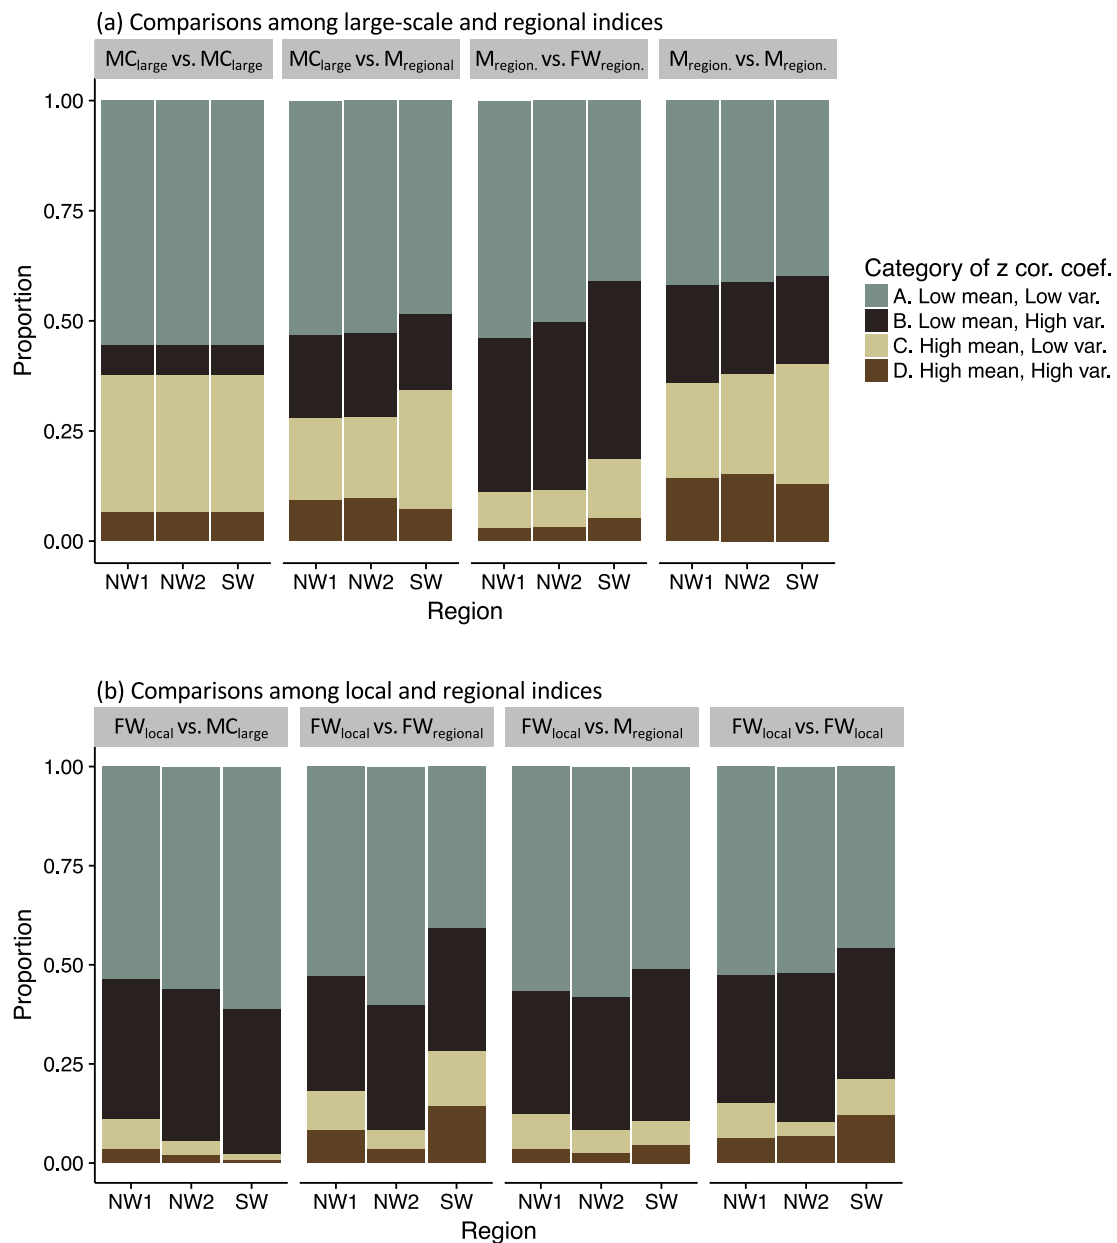 (a) Comparisons among large-scale and regional indices
MClarge vs. MClarge
MClarge vs. Mregional
Mregion. vs. FWregion.
Mregion. vs. Mregion.
1.00
0.75
0.50
0.25
0.00
Proportion
NW1 NW2 SW
NW1 NW2 SW
NW1 NW2 SW
NW1 NW2 SW
Region
Category of z cor. coef.
A. Low mean, Low var.
B. Low mean, High var.
C. High mean, Low var.
D. High mean, High var.
(b) Comparisons among local and regional indices
FWlocal vs. MClarge
FWlocal vs. FWregional
FWlocal vs. Mregional
FWlocal vs. FWlocal
1.00
0.75
0.50
0.25
0.00
Proportion
NW1 NW2 SW
NW1 NW2 SW
NW1 NW2 SW
NW1 NW2 SW
Region